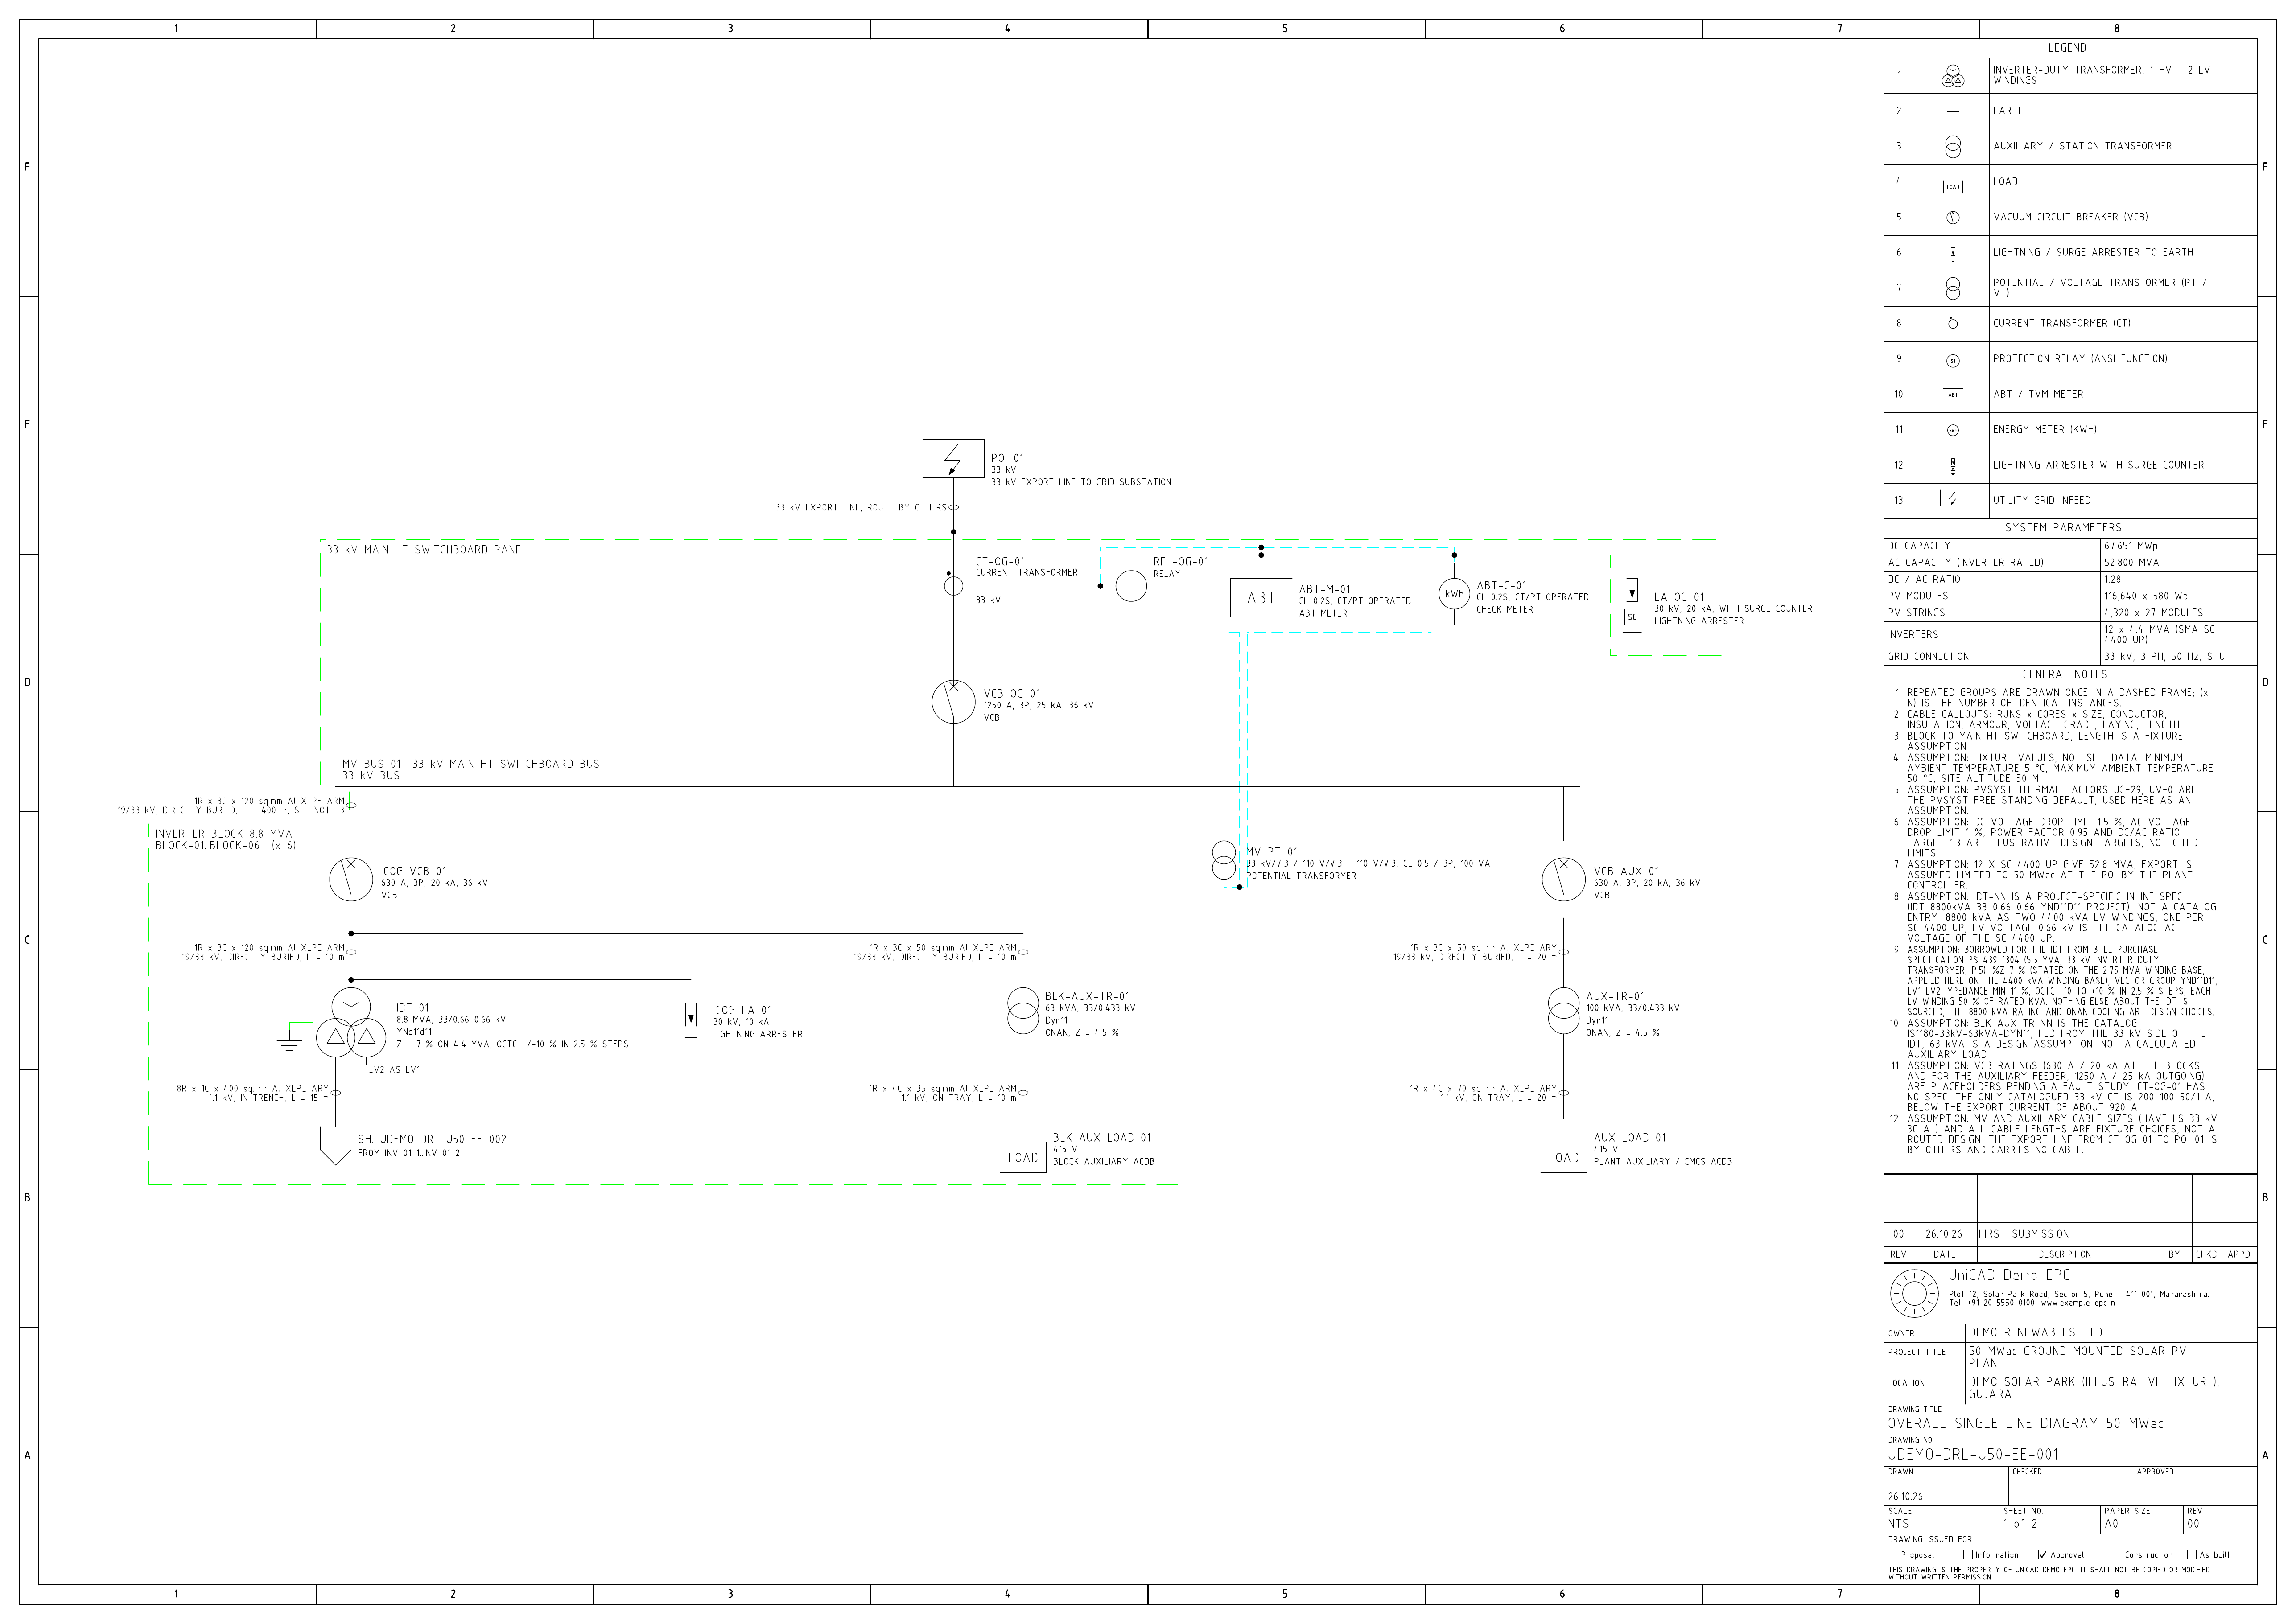 1 2 3 4 5 6 7 8
F
E
D
C
B
A
POI-01
33 kV
33 kV EXPORT LINE TO GRID SUBSTATION
33 kV EXPORT LINE, ROUTE BY OTHERS
33 kV MAIN HT SWITCHBOARD PANEL
CT-OG-01
CURRENT TRANSFORMER
33 kV
REL-OG-01
RELAY
ABT
ABT-M-01
CL 0.2S, CT/PT OPERATED
ABT METER
kWh
ABT-C-01
CL 0.2S, CT/PT OPERATED
CHECK METER
SC
LA-OG-01
30 kV, 20 kA, WITH SURGE COUNTER
LIGHTNING ARRESTER
VCB-OG-01
1250 A, 3P, 25 kA, 36 kV
VCB
MV-BUS-01 33 kV MAIN HT SWITCHBOARD BUS
33 kV BUS
1R x 3C x 120 sq.mm Al XLPE ARM
19/33 kV, DIRECTLY BURIED, L = 400 m, SEE NOTE 3
INVERTER BLOCK 8.8 MVA
BLOCK-01..BLOCK-06 (x 6)
ICOG-VCB-01
630 A, 3P, 20 kA, 36 kV
VCB
MV-PT-01
33 kV/√3 / 110 V/√3 - 110 V/√3, CL 0.5 / 3P, 100 VA
POTENTIAL TRANSFORMER
VCB-AUX-01
630 A, 3P, 20 kA, 36 kV
VCB
1R x 3C x 120 sq.mm Al XLPE ARM
19/33 kV, DIRECTLY BURIED, L = 10 m
1R x 3C x 50 sq.mm Al XLPE ARM
19/33 kV, DIRECTLY BURIED, L = 10 m
1R x 3C x 50 sq.mm Al XLPE ARM
19/33 kV, DIRECTLY BURIED, L = 20 m
IDT-01
8.8 MVA, 33/0.66-0.66 kV
YNd11d11
Z = 7 % ON 4.4 MVA, OCTC +/-10 % IN 2.5 % STEPS
LV2 AS LV1
ICOG-LA-01
30 kV, 10 kA
LIGHTNING ARRESTER
BLK-AUX-TR-01
63 kVA, 33/0.433 kV
Dyn11
ONAN, Z = 4.5 %
AUX-TR-01
100 kVA, 33/0.433 kV
Dyn11
ONAN, Z = 4.5 %
8R x 1C x 400 sq.mm Al XLPE ARM
1.1 kV, IN TRENCH, L = 15 m
1R x 4C x 35 sq.mm Al XLPE ARM
1.1 kV, ON TRAY, L = 10 m
1R x 4C x 70 sq.mm Al XLPE ARM
1.1 kV, ON TRAY, L = 20 m
SH. UDEMO-DRL-U50-EE-002
FROM INV-01-1..INV-01-2
LOAD
BLK-AUX-LOAD-01
415 V
BLOCK AUXILIARY ACDB
LOAD
AUX-LOAD-01
415 V
PLANT AUXILIARY / CMCS ACDB
LEGEND
1 INVERTER-DUTY TRANSFORMER, 1 HV + 2 LV
WINDINGS
2 EARTH
3 AUXILIARY / STATION TRANSFORMER
4 LOAD LOAD
5 VACUUM CIRCUIT BREAKER (VCB)
6 LIGHTNING / SURGE ARRESTER TO EARTH
7 POTENTIAL / VOLTAGE TRANSFORMER (PT /
VT)
8 CURRENT TRANSFORMER (CT)
9 51 PROTECTION RELAY (ANSI FUNCTION)
10 ABT ABT / TVM METER
11 kWh ENERGY METER (KWH)
12 LIGHTNING ARRESTER WITH SURGE COUNTER
13 UTILITY GRID INFEED
SYSTEM PARAMETERS
DC CAPACITY 67.651 MWp
AC CAPACITY (INVERTER RATED) 52.800 MVA
DC / AC RATIO 1.28
PV MODULES 116,640 x 580 Wp
PV STRINGS 4,320 x 27 MODULES
INVERTERS 12 x 4.4 MVA (SMA SC
4400 UP)
GRID CONNECTION 33 kV, 3 PH, 50 Hz, STU
GENERAL NOTES
1. REPEATED GROUPS ARE DRAWN ONCE IN A DASHED FRAME; (x
N) IS THE NUMBER OF IDENTICAL INSTANCES.
2. CABLE CALLOUTS: RUNS x CORES x SIZE, CONDUCTOR,
INSULATION, ARMOUR, VOLTAGE GRADE, LAYING, LENGTH.
3. BLOCK TO MAIN HT SWITCHBOARD; LENGTH IS A FIXTURE
ASSUMPTION
4. ASSUMPTION: FIXTURE VALUES, NOT SITE DATA: MINIMUM
AMBIENT TEMPERATURE 5 °C, MAXIMUM AMBIENT TEMPERATURE
50 °C, SITE ALTITUDE 50 M.
5. ASSUMPTION: PVSYST THERMAL FACTORS UC=29, UV=0 ARE
THE PVSYST FREE-STANDING DEFAULT, USED HERE AS AN
ASSUMPTION.
6. ASSUMPTION: DC VOLTAGE DROP LIMIT 1.5 %, AC VOLTAGE
DROP LIMIT 1 %, POWER FACTOR 0.95 AND DC/AC RATIO
TARGET 1.3 ARE ILLUSTRATIVE DESIGN TARGETS, NOT CITED
LIMITS.
7. ASSUMPTION: 12 X SC 4400 UP GIVE 52.8 MVA; EXPORT IS
ASSUMED LIMITED TO 50 MWac AT THE POI BY THE PLANT
CONTROLLER.
8. ASSUMPTION: IDT-NN IS A PROJECT-SPECIFIC INLINE SPEC
(IDT-8800kVA-33-0.66-0.66-YND11D11-PROJECT), NOT A CATALOG
ENTRY: 8800 kVA AS TWO 4400 kVA LV WINDINGS, ONE PER
SC 4400 UP; LV VOLTAGE 0.66 kV IS THE CATALOG AC
VOLTAGE OF THE SC 4400 UP.
9. ASSUMPTION: BORROWED FOR THE IDT FROM BHEL PURCHASE
SPECIFICATION PS 439-1304 (5.5 MVA, 33 kV INVERTER-DUTY
TRANSFORMER, P.5): %Z 7 % (STATED ON THE 2.75 MVA WINDING BASE,
APPLIED HERE ON THE 4400 kVA WINDING BASE), VECTOR GROUP YND11D11,
LV1-LV2 IMPEDANCE MIN 11 %, OCTC -10 TO +10 % IN 2.5 % STEPS, EACH
LV WINDING 50 % OF RATED KVA. NOTHING ELSE ABOUT THE IDT IS
SOURCED; THE 8800 kVA RATING AND ONAN COOLING ARE DESIGN CHOICES.
10. ASSUMPTION: BLK-AUX-TR-NN IS THE CATALOG
IS1180-33kV-63kVA-DYN11, FED FROM THE 33 kV SIDE OF THE
IDT; 63 kVA IS A DESIGN ASSUMPTION, NOT A CALCULATED
AUXILIARY LOAD.
11. ASSUMPTION: VCB RATINGS (630 A / 20 kA AT THE BLOCKS
AND FOR THE AUXILIARY FEEDER, 1250 A / 25 kA OUTGOING)
ARE PLACEHOLDERS PENDING A FAULT STUDY. CT-OG-01 HAS
NO SPEC: THE ONLY CATALOGUED 33 kV CT IS 200-100-50/1 A,
BELOW THE EXPORT CURRENT OF ABOUT 920 A.
12. ASSUMPTION: MV AND AUXILIARY CABLE SIZES (HAVELLS 33 kV
3C AL) AND ALL CABLE LENGTHS ARE FIXTURE CHOICES, NOT A
ROUTED DESIGN. THE EXPORT LINE FROM CT-OG-01 TO POI-01 IS
BY OTHERS AND CARRIES NO CABLE.
00 26.10.26 FIRST SUBMISSION
REV DATE DESCRIPTION BY CHKD APPD
UniCAD Demo EPC
Plot 12, Solar Park Road, Sector 5, Pune - 411 001, Maharashtra.
Tel: +91 20 5550 0100. www.example-epc.in
OWNER DEMO RENEWABLES LTD
PROJECT TITLE 50 MWac GROUND-MOUNTED SOLAR PV
PLANT
LOCATION DEMO SOLAR PARK (ILLUSTRATIVE FIXTURE),
GUJARAT
DRAWING TITLE
OVERALL SINGLE LINE DIAGRAM 50 MWac
DRAWING NO.
UDEMO-DRL-U50-EE-001
DRAWN CHECKED APPROVED
26.10.26
SCALE SHEET NO. PAPER SIZE REV
NTS 1 of 2 A0 00
DRAWING ISSUED FOR
Proposal Information Approval Construction As built
THIS DRAWING IS THE PROPERTY OF UNICAD DEMO EPC. IT SHALL NOT BE COPIED OR MODIFIED
WITHOUT WRITTEN PERMISSION.
F
E
D
C
B
A
1 2 3 4 5 6 7 8